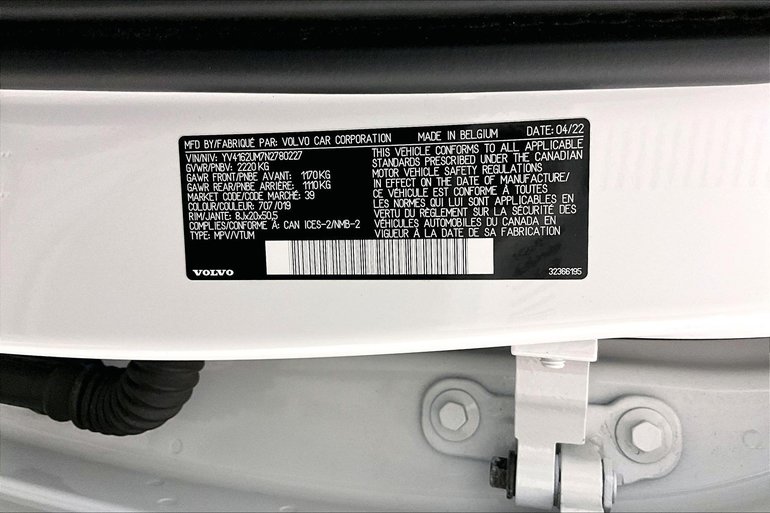 MFD BY/FABRIQUÉ PAR: VOLVO CAR CORPORATION MADE IN BELGIUM DATE: 04/22
VIN/NIV: YV4162UM7N2780227
GVWR/PNBV: 2220 KG
GAWR FRONT/PNBE AVANT: 1170 KG
GAWR REAR/PNBE ARRIERE: 1110 KG
MARKET CODE/CODE MARCHÉ: 39
COLOUR/COULEUR: 707 /019
RIM/JANTE: 8Jx20x50,5
COMPLIES/CONFORME À: CAN ICES-2/NMB-2
TYPE: MPV/VTUM
THIS VEHICLE CONFORMS TO ALL APPLICABLE
STANDARDS PRESCRIBED UNDER THE CANADIAN
MOTOR VEHICLE SAFETY REGULATIONS
IN EFFECT ON THE DATE OF MANUFACTURE/
CE VÉHICULE EST CONFORME À TOUTES
LES NORMES QUI LUI SONT APPLICABLES EN
VERTU DU RÈGLEMENT SUR LA SÉCURITÉ DES
VÉHICULES AUTOMOBILES DU CANADA EN
VIGUEUR À LA DATE DE SA FABRICATION
VOLVO
32366195